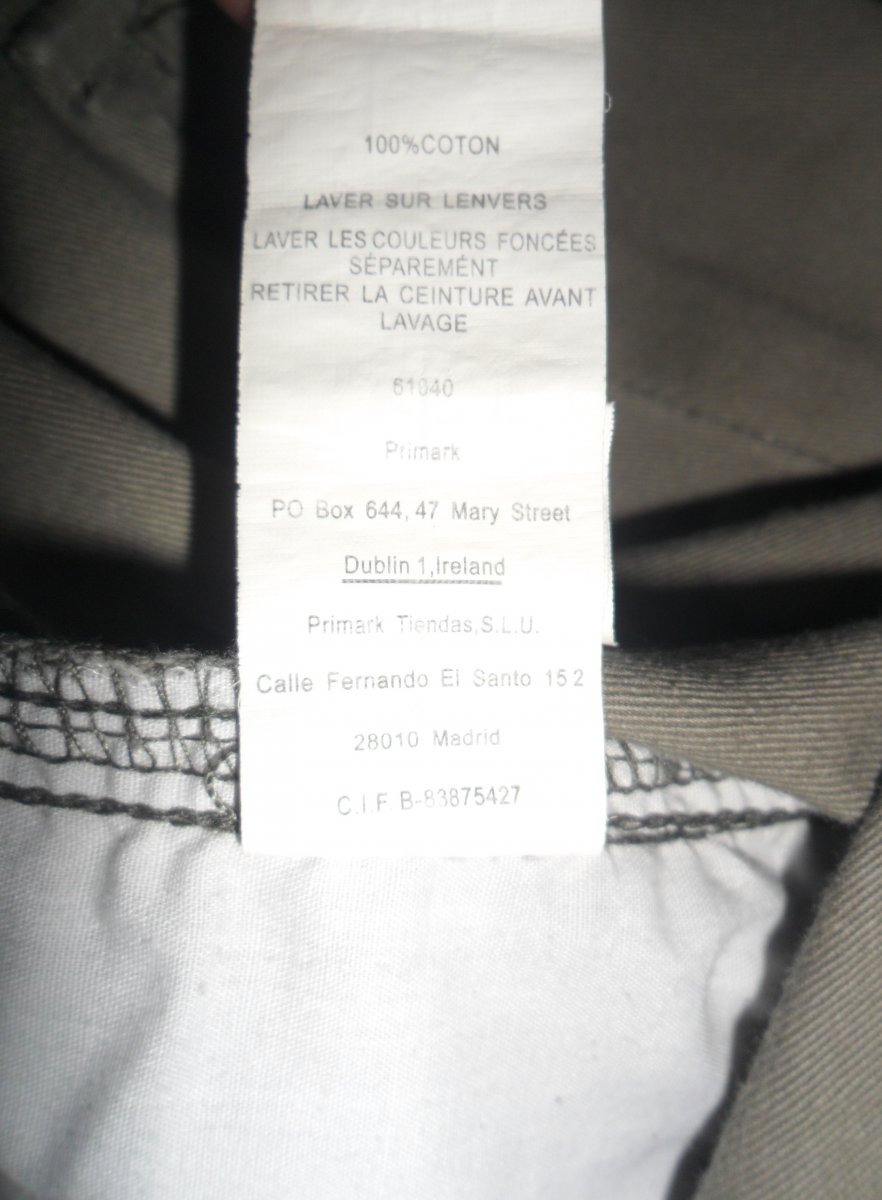 100%COTON
LAVER SUR LENVERS
LAVER LES COULEURS FONCÉES
SÉPAREMÉNT
RETIRER LA CEINTURE AVANT
LAVAGE
61040
Primark
PO Box 644, 47 Mary Street
Dublin 1,Ireland
Primark Tiendas,S.L.U.
Calle Fernando El Santo 15 2
28010 Madrid
C.I.F. B-83875427